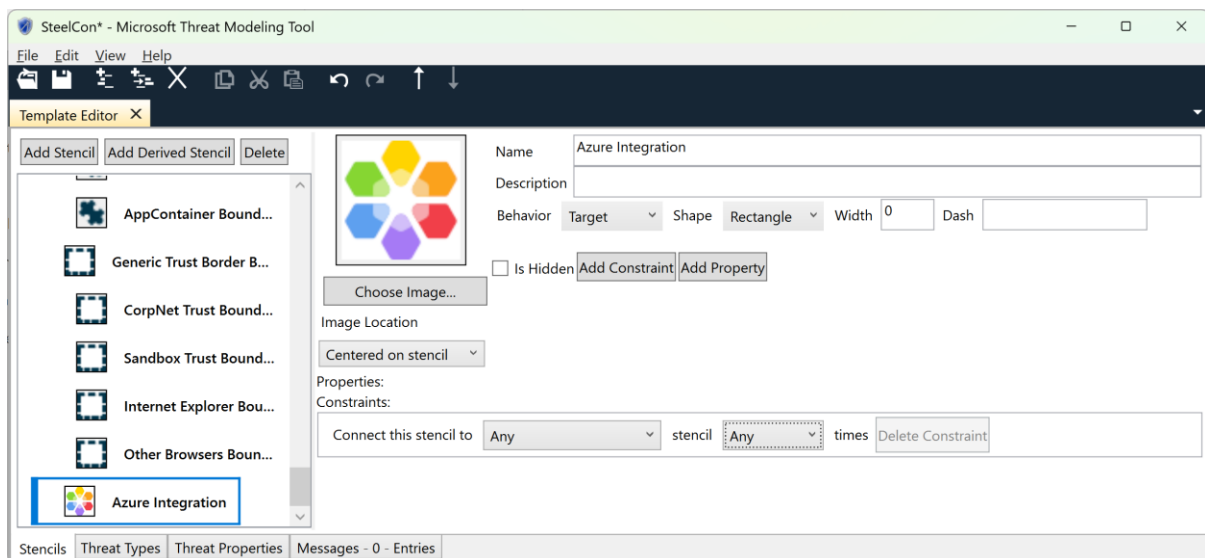 SteelCon* - Microsoft Threat Modeling Tool
File Edit View Help
Template Editor
Add Stencil Add Derived Stencil Delete
AppContainer Bound...
Generic Trust Border B...
CorpNet Trust Bound...
Sandbox Trust Bound...
Internet Explorer Bou...
Other Browsers Boun...
Azure Integration
Choose Image...
Image Location
Centered on stencil
Name Azure Integration
Description
Behavior Target Shape Rectangle Width 0 Dash
Is Hidden Add Constraint Add Property
Properties:
Constraints:
Connect this stencil to Any stencil Any times Delete Constraint
Stencils Threat Types Threat Properties Messages - 0 - Entries